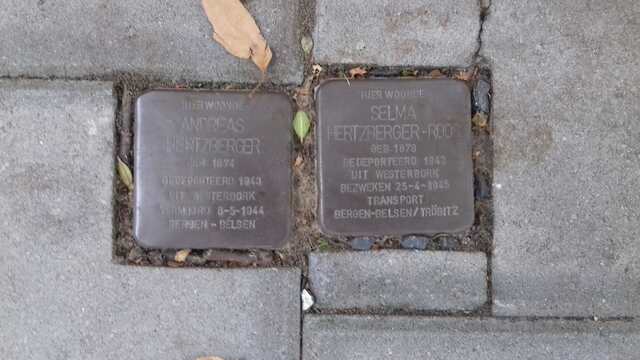 HIER WOONDE
ANDREAS
HERTZBERGER
GEB. 1874
GEDEPORTEERD 1943
UIT WESTERBORK
VERMOORD 8-5-1944
BERGEN-BELSEN
HIER WOONDE
SELMA
HERTZBERGER-ROOS
GEB. 1878
GEDEPORTEERD 1943
UIT WESTERBORK
BEZWEKEN 25-4-1945
TRANSPORT
BERGEN-BELSEN/TRÖBITZ